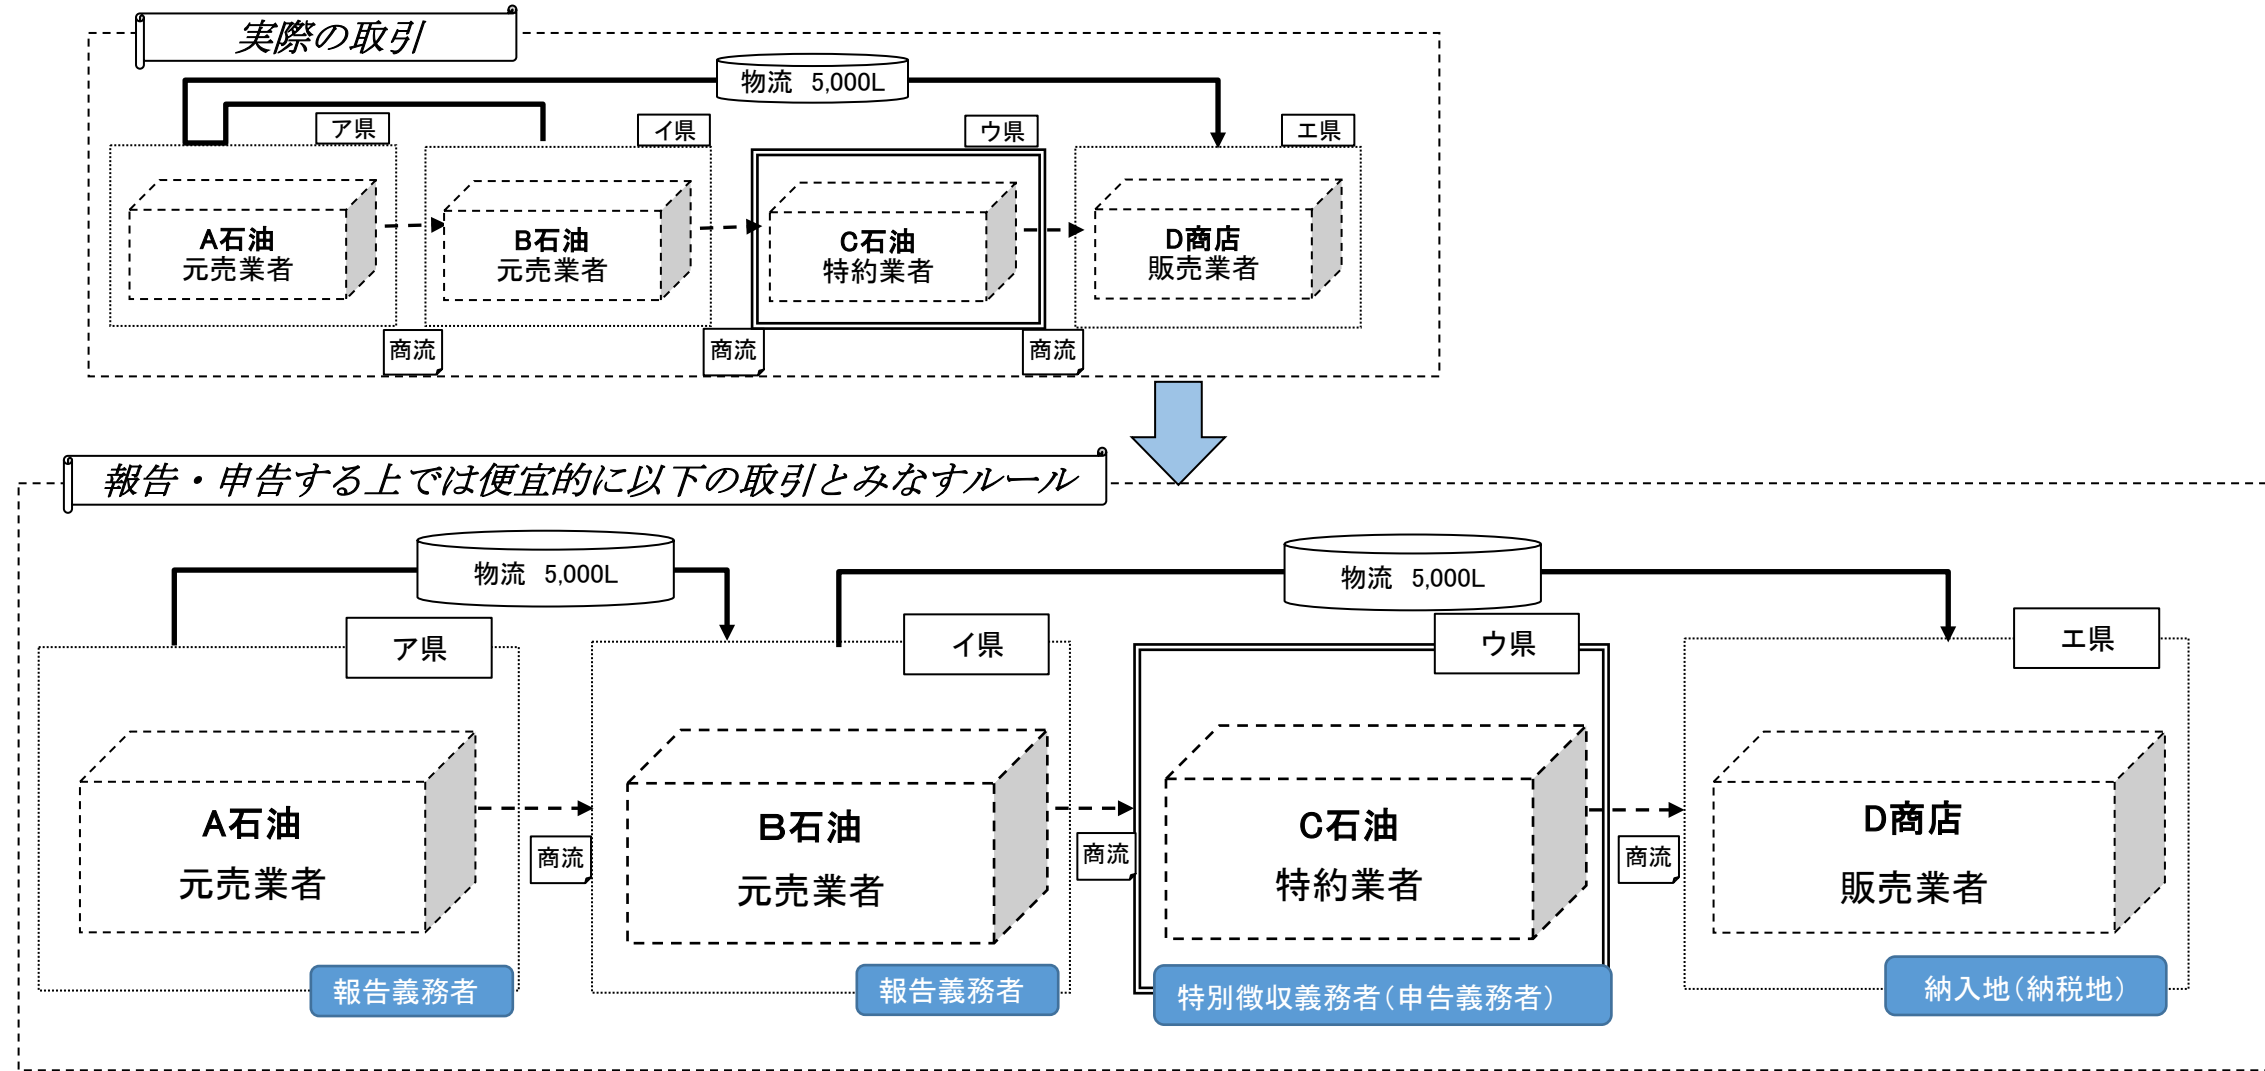 実際の取引
物流　5,000L
ア県
イ県
ウ県
エ県
A石油
元売業者
B石油
元売業者
C石油
特約業者
D商店
販売業者
商流
商流
商流
報告・申告する上では便宜的に以下の取引とみなすルール
物流　5,000L
物流　5,000L
ア県
イ県
ウ県
エ県
A石油
元売業者
B石油
元売業者
C石油
特約業者
D商店
販売業者
商流
商流
商流
報告義務者
報告義務者
特別徴収義務者（申告義務者）
納入地（納税地）